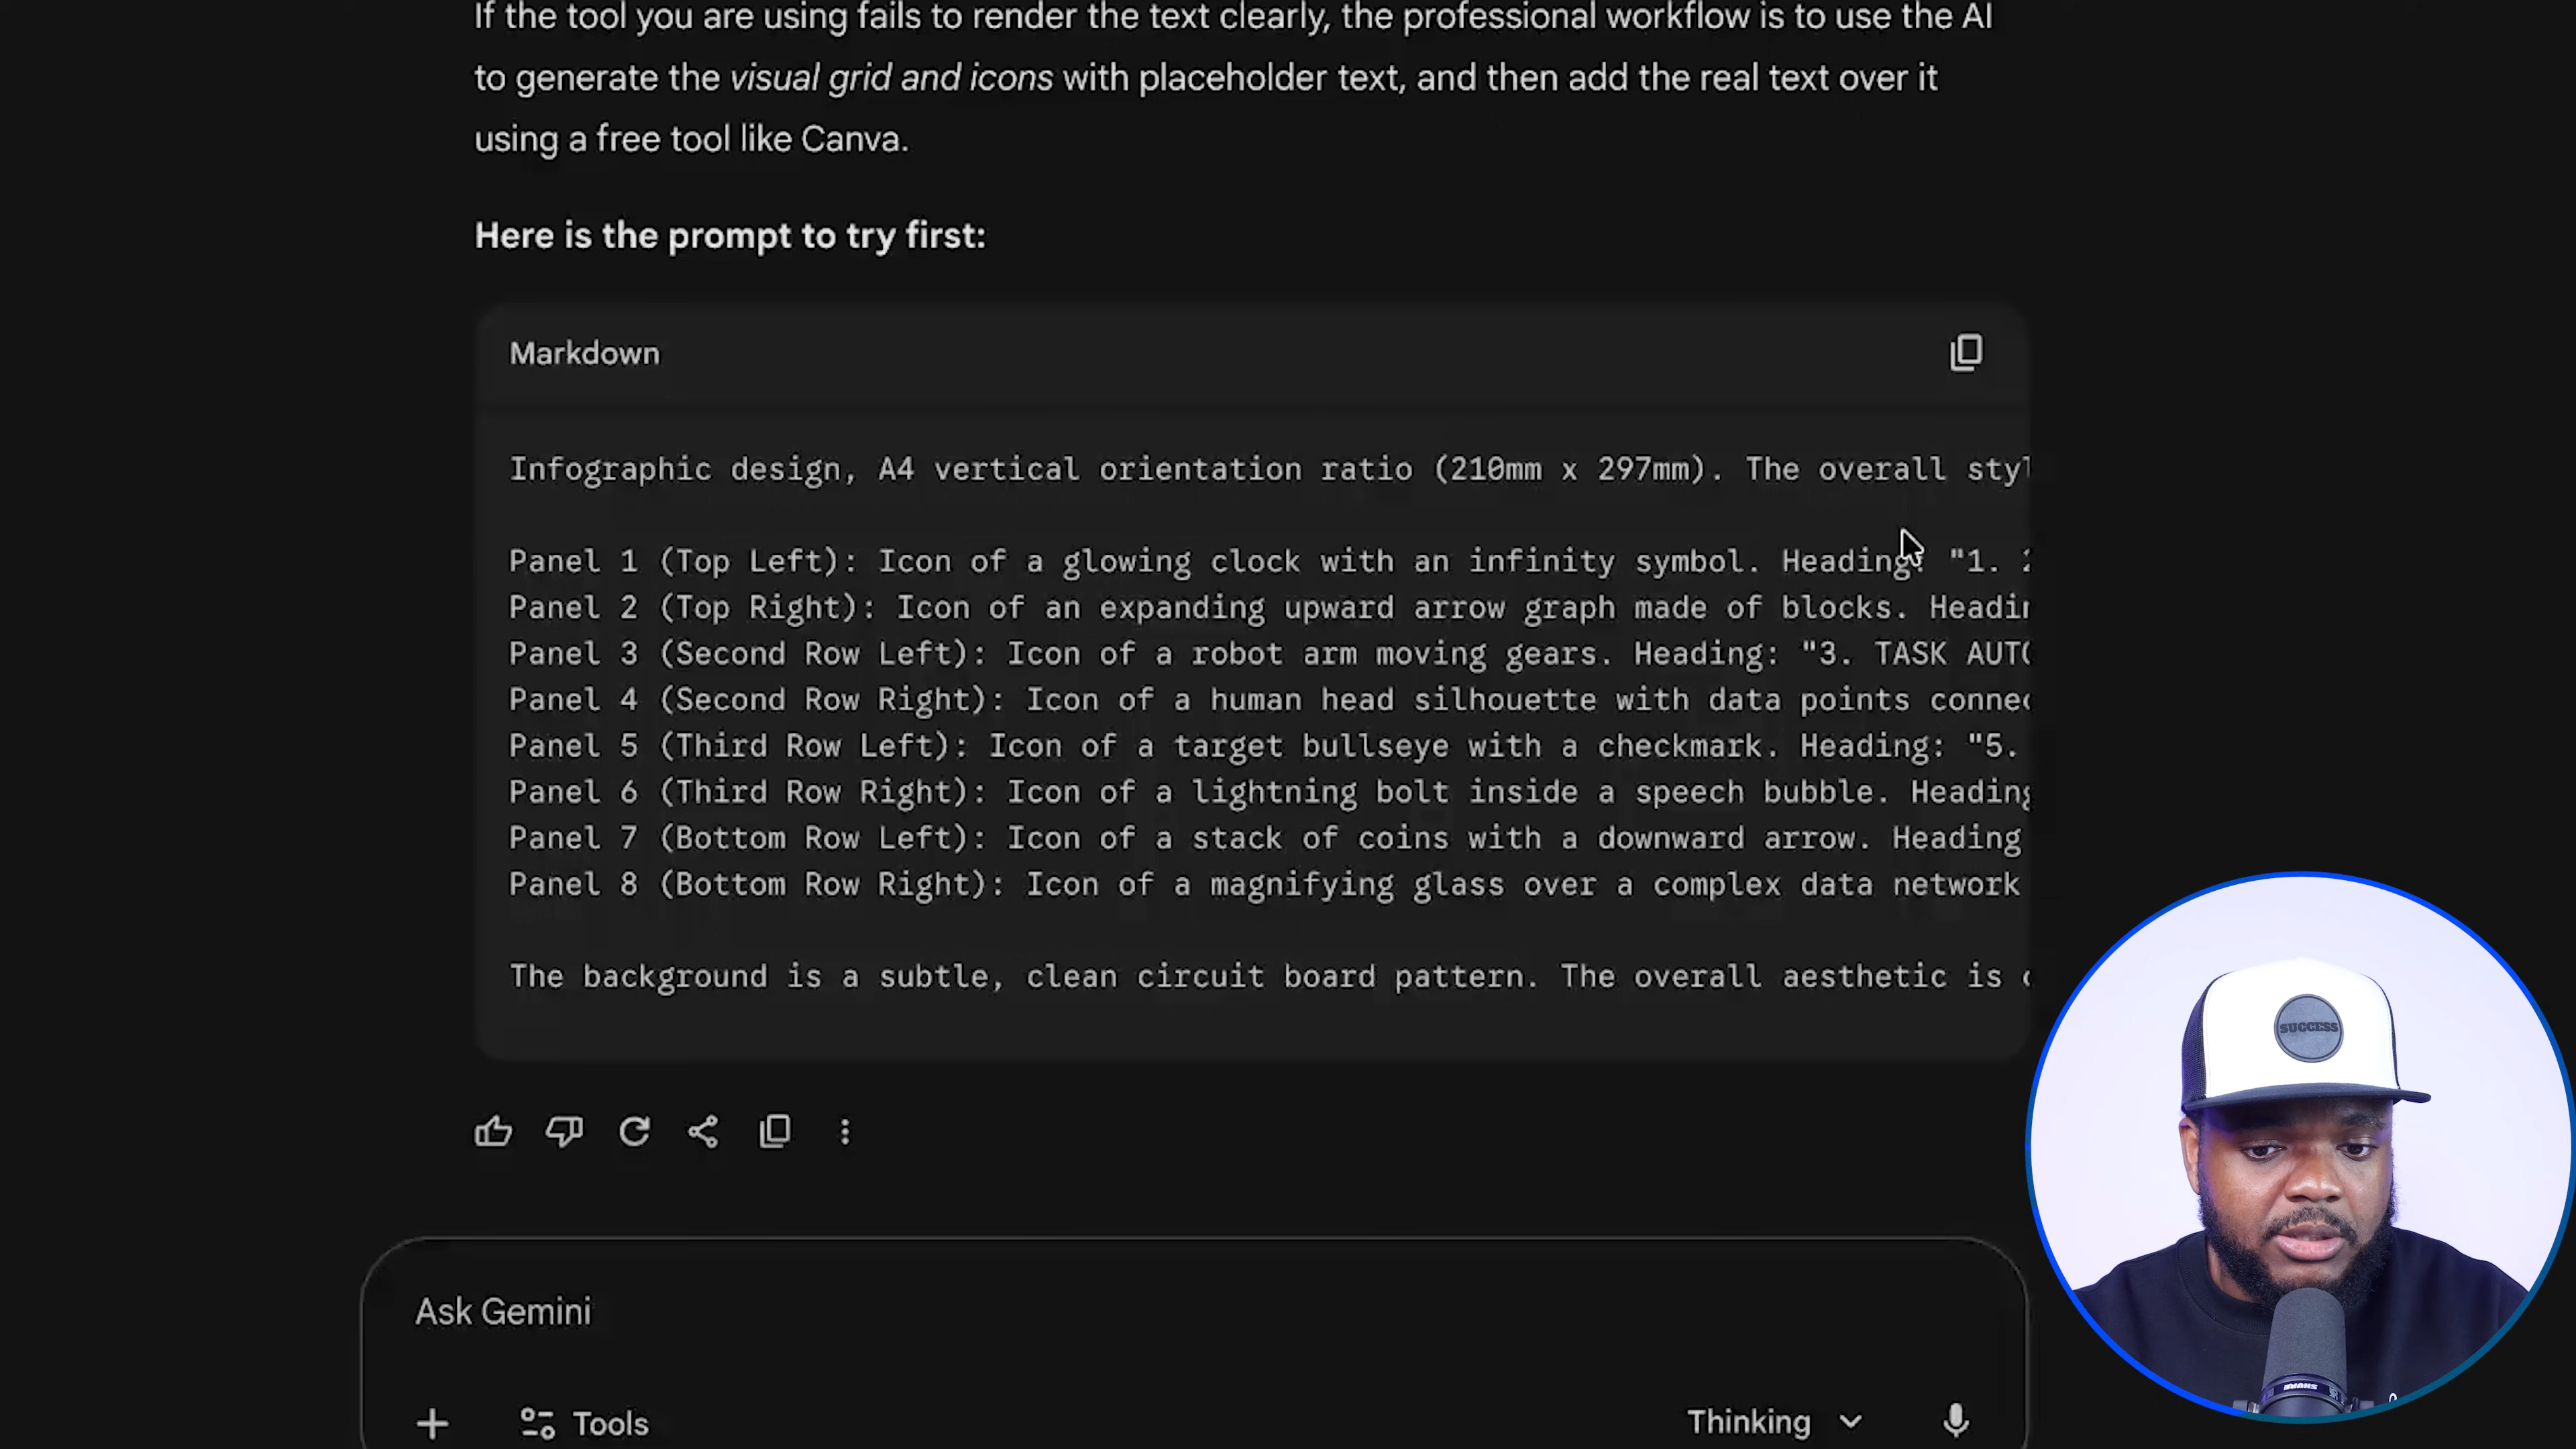 If the tool you are using fails to render the text clearly, the professional workflow is to use the AI
to generate the visual grid and icons with placeholder text, and then add the real text over it
using a free tool like Canva.
Here is the prompt to try first:
Markdown
Infographic design, A4 vertical orientation ratio (210mm x 297mm). The overall styl
Panel 1 (Top Left): Icon of a glowing clock with an infinity symbol. Heading: "1. 2
Panel 2 (Top Right): Icon of an expanding upward arrow graph made of blocks. Headin
Panel 3 (Second Row Left): Icon of a robot arm moving gears. Heading: "3. TASK AUTO
Panel 4 (Second Row Right): Icon of a human head silhouette with data points connec
Panel 5 (Third Row Left): Icon of a target bullseye with a checkmark. Heading: "5.
Panel 6 (Third Row Right): Icon of a lightning bolt inside a speech bubble. Heading
Panel 7 (Bottom Row Left): Icon of a stack of coins with a downward arrow. Heading
Panel 8 (Bottom Row Right): Icon of a magnifying glass over a complex data network
The background is a subtle, clean circuit board pattern. The overall aesthetic is
SUCCESS
Ask Gemini
Tools
Thinking